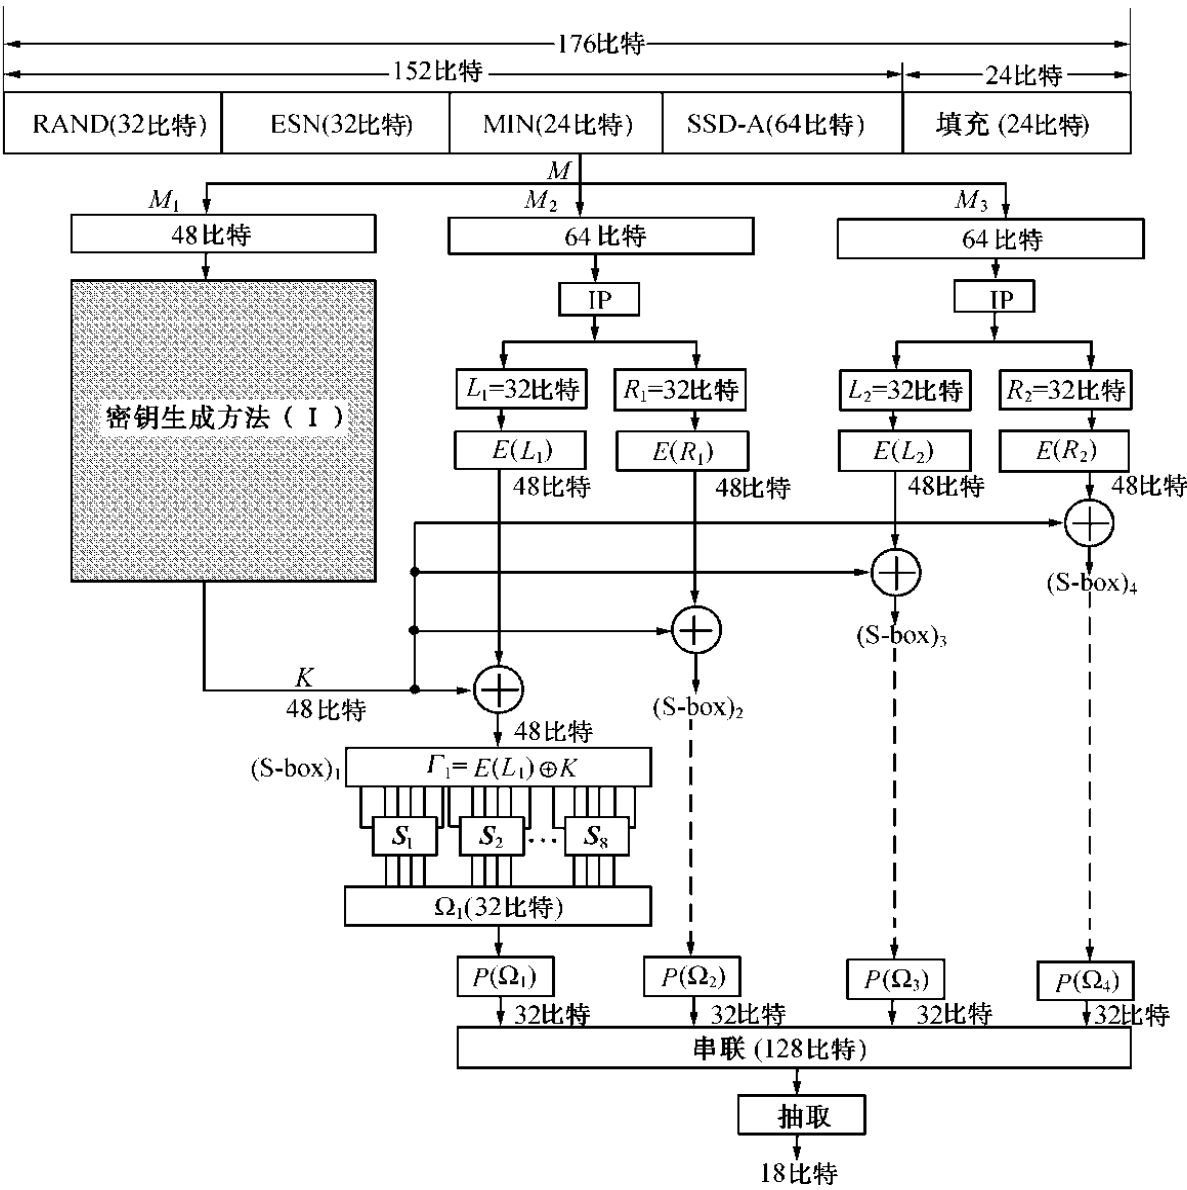 176比特
152比特 24比特
RAND(32比特) ESN(32比特) MIN(24比特) SSD-A(64比特) 填充 (24比特)
M
M₁ M₂ M₃
48比特 64比特 64比特
IP IP
密钥生成方法（Ⅰ）
L₁=32比特 R₁=32比特 L₂=32比特 R₂=32比特
E(L₁) E(R₁) E(L₂) E(R₂)
48比特 48比特 48比特 48比特
(S-box)₄
(S-box)₃
K
48比特
(S-box)₂
48比特
(S-box)₁ Γ₁=E(L₁)⊕K
S₁ S₂ … S₈
Ω₁(32比特)
P(Ω₁) P(Ω₂) P(Ω₃) P(Ω₄)
32比特 32比特 32比特 32比特
串联 (128比特)
抽取
18比特